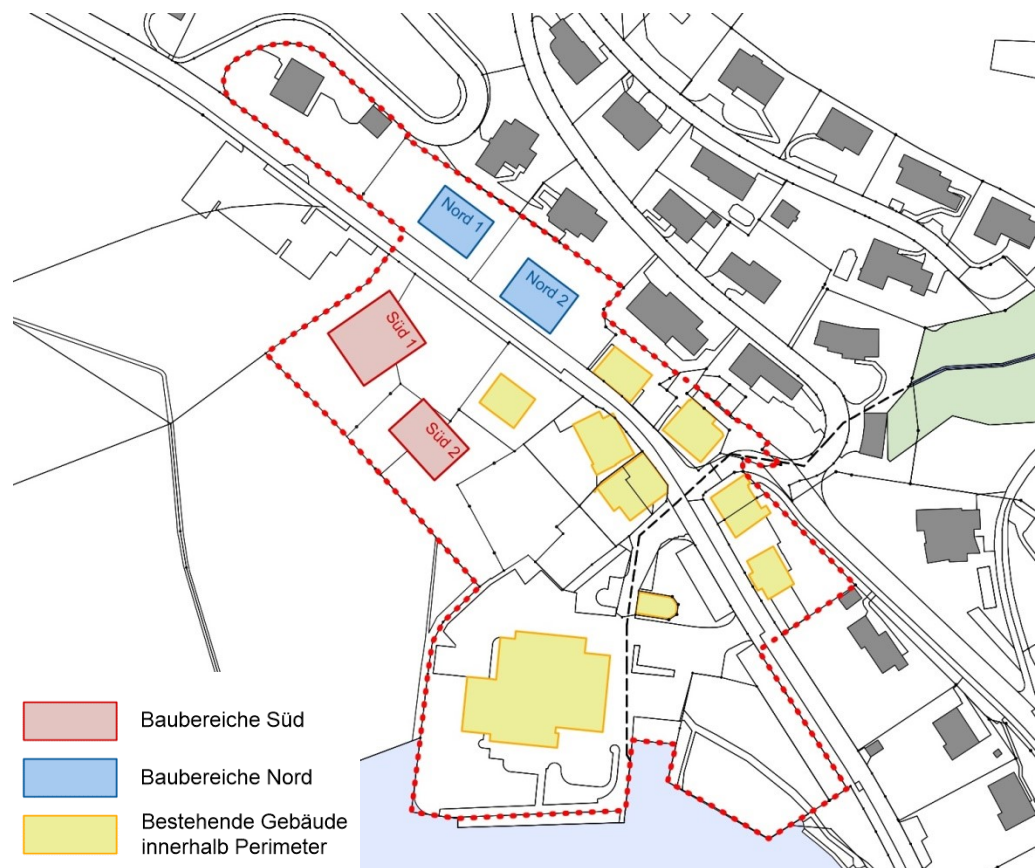 Nord 1
Nord 2
Süd 1
Süd 2
Baubereiche Süd
Baubereiche Nord
Bestehende Gebäude
innerhalb Perimeter